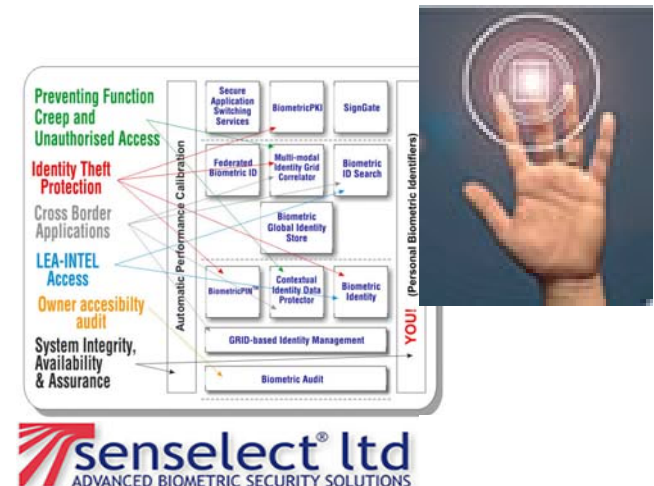 Preventing Function
Creep and
Unauthorised Access
Identity Theft
Protection
Cross Border
Applications
LEA-INTEL
Access
Owner accesibilty
audit
System Integrity,
Availability
& Assurance
Automatic Performance Calibration
Secure
Application
Switching
Services
BiometricPKI
SignGate
Federated
Biometric ID
Multi-modal
Identity Grid
Correlator
Biometric
ID Search
Biometric
Global Identity
Store
BiometricPIN™
Contextual
Identity Data
Protector
Biometric
Identity
GRID-based Identity Management
Biometric Audit
YOU! (Personal Biometric Identifiers)
senselect® ltd
ADVANCED BIOMETRIC SECURITY SOLUTIONS